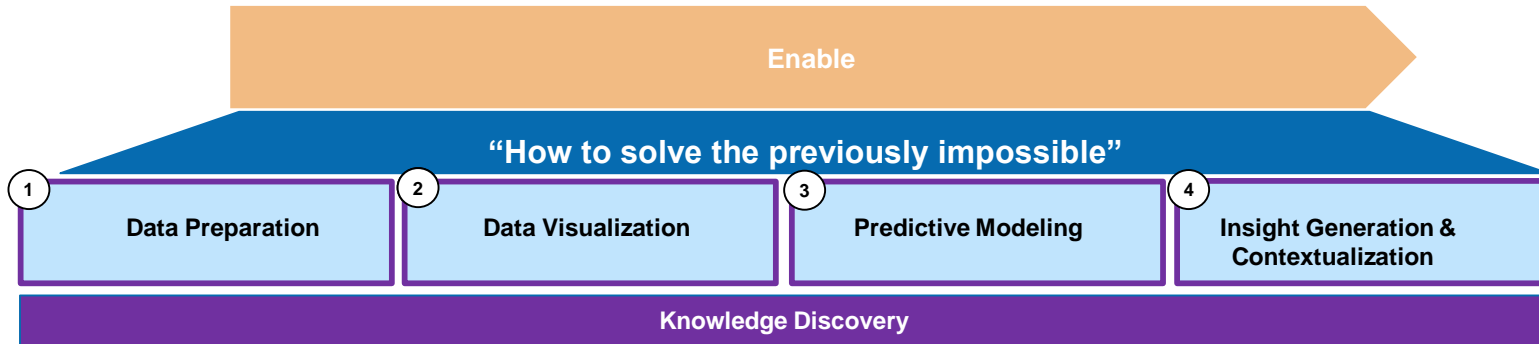 Enable
“How to solve the previously impossible”
1
Data Preparation
2
Data Visualization
3
Predictive Modeling
4
Insight Generation &
Contextualization
Knowledge Discovery